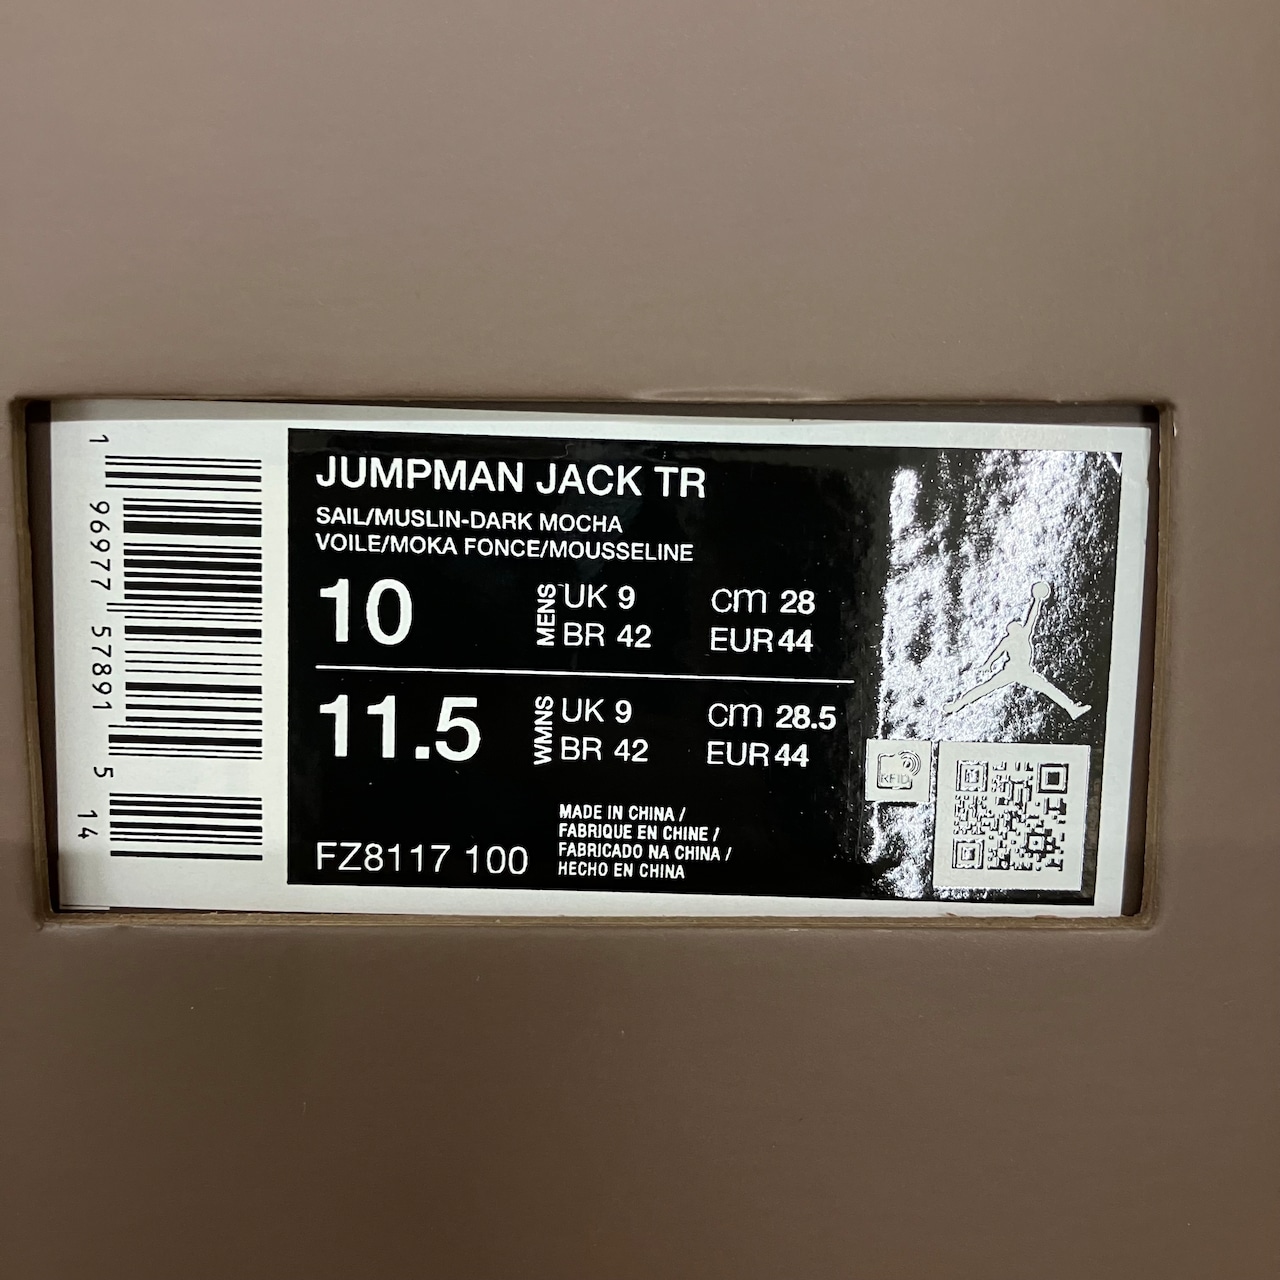 JUMPMAN JACK TR
SAIL/MUSLIN-DARK MOCHA
VOILE/MOKA FONCE/MOUSSELINE
10 MENS UK 9 cm 28
BR 42 EUR 44
11.5 WMNS UK 9 cm 28.5
BR 42 EUR 44
MADE IN CHINA /
FABRIQUE EN CHINE /
FABRICADO NA CHINA /
HECHO EN CHINA
FZ8117 100
RFID
1 96977 57891 5 14